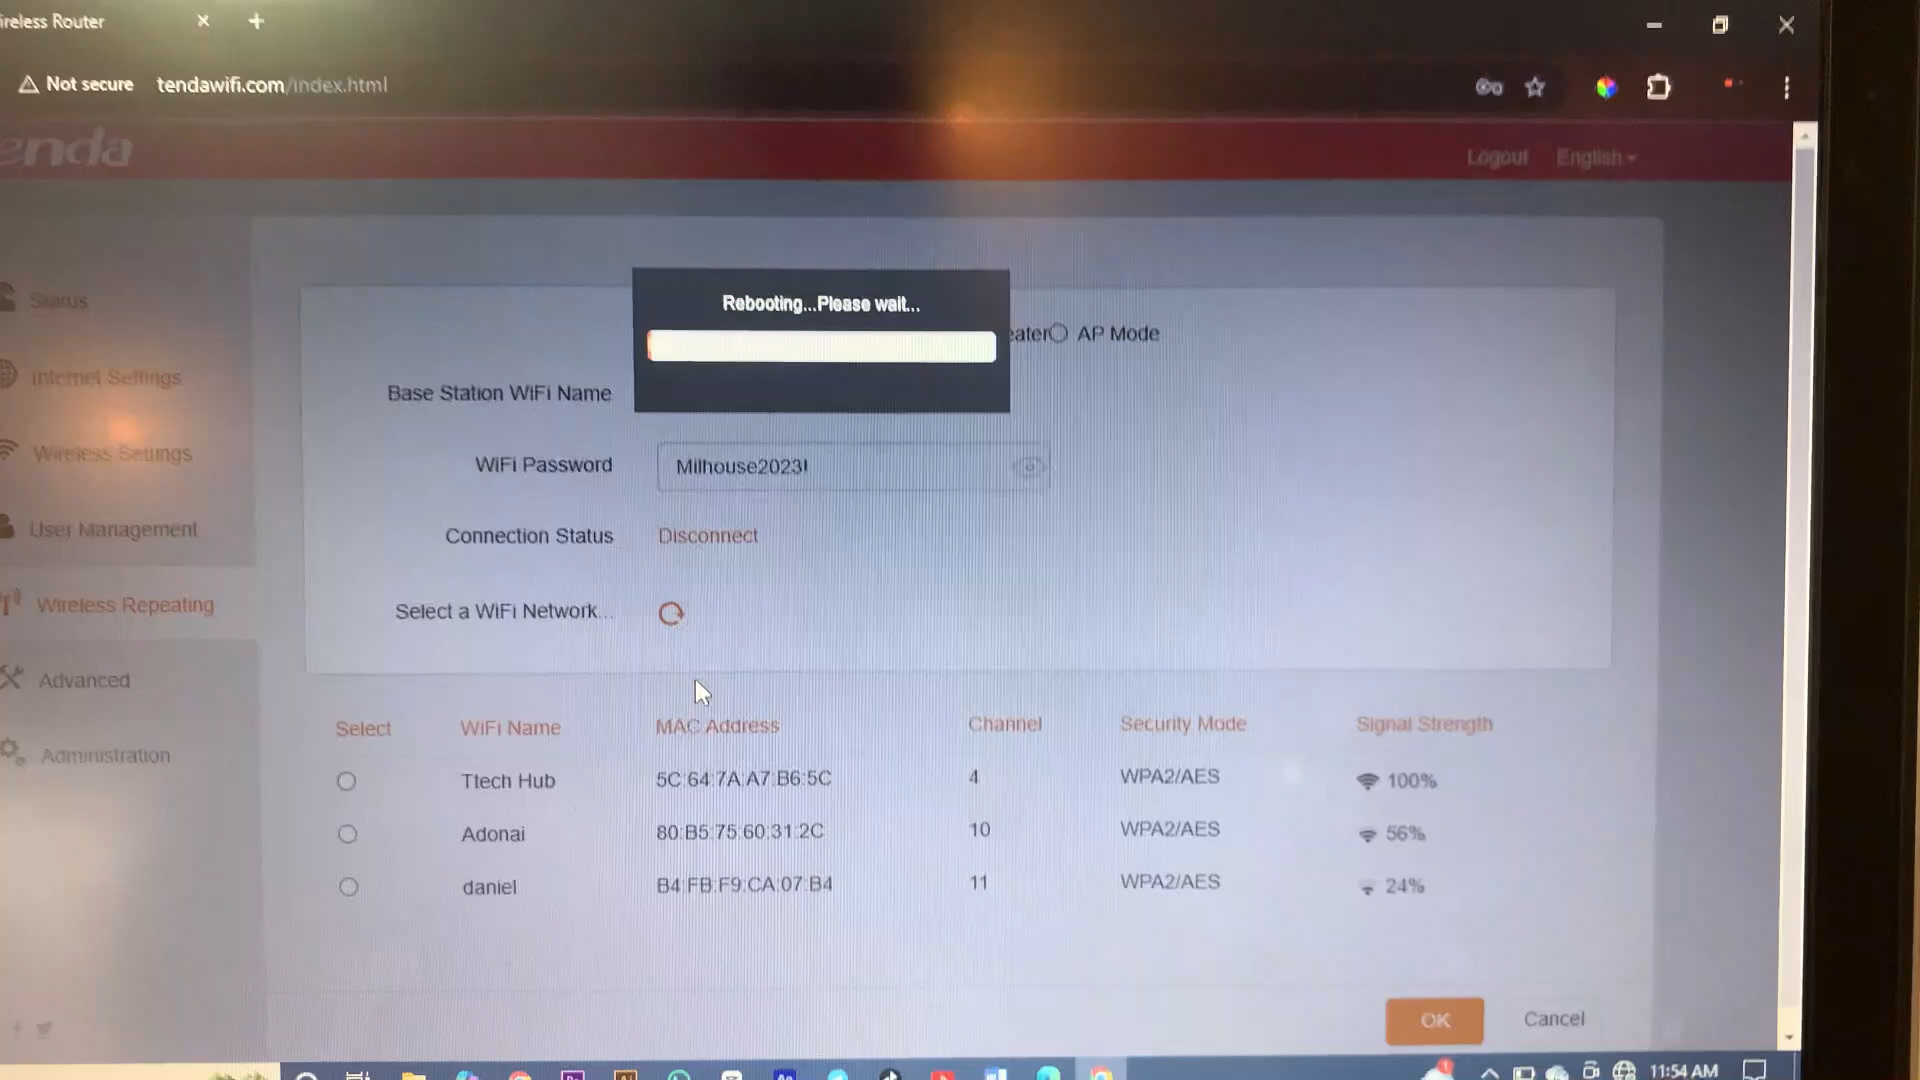 ireless Router
Not secure tendawifi.com/index.html
enda
Logout English
Status
Internet Settings
Wireless Settings
User Management
Wireless Repeating
Advanced
Administration
Rebooting...Please wait...
eater AP Mode
Base Station WiFi Name
WiFi Password Milhouse2023!
Connection Status Disconnect
Select a WiFi Network...
Select WiFi Name MAC Address Channel Security Mode Signal Strength
Ttech Hub 5C:64:7A:A7:B6:5C 4 WPA2/AES 100%
Adonai 80:B5:75:60:31:2C 10 WPA2/AES 56%
daniel B4:FB:F9:CA:07:B4 11 WPA2/AES 24%
OK Cancel
1 11:54 AM